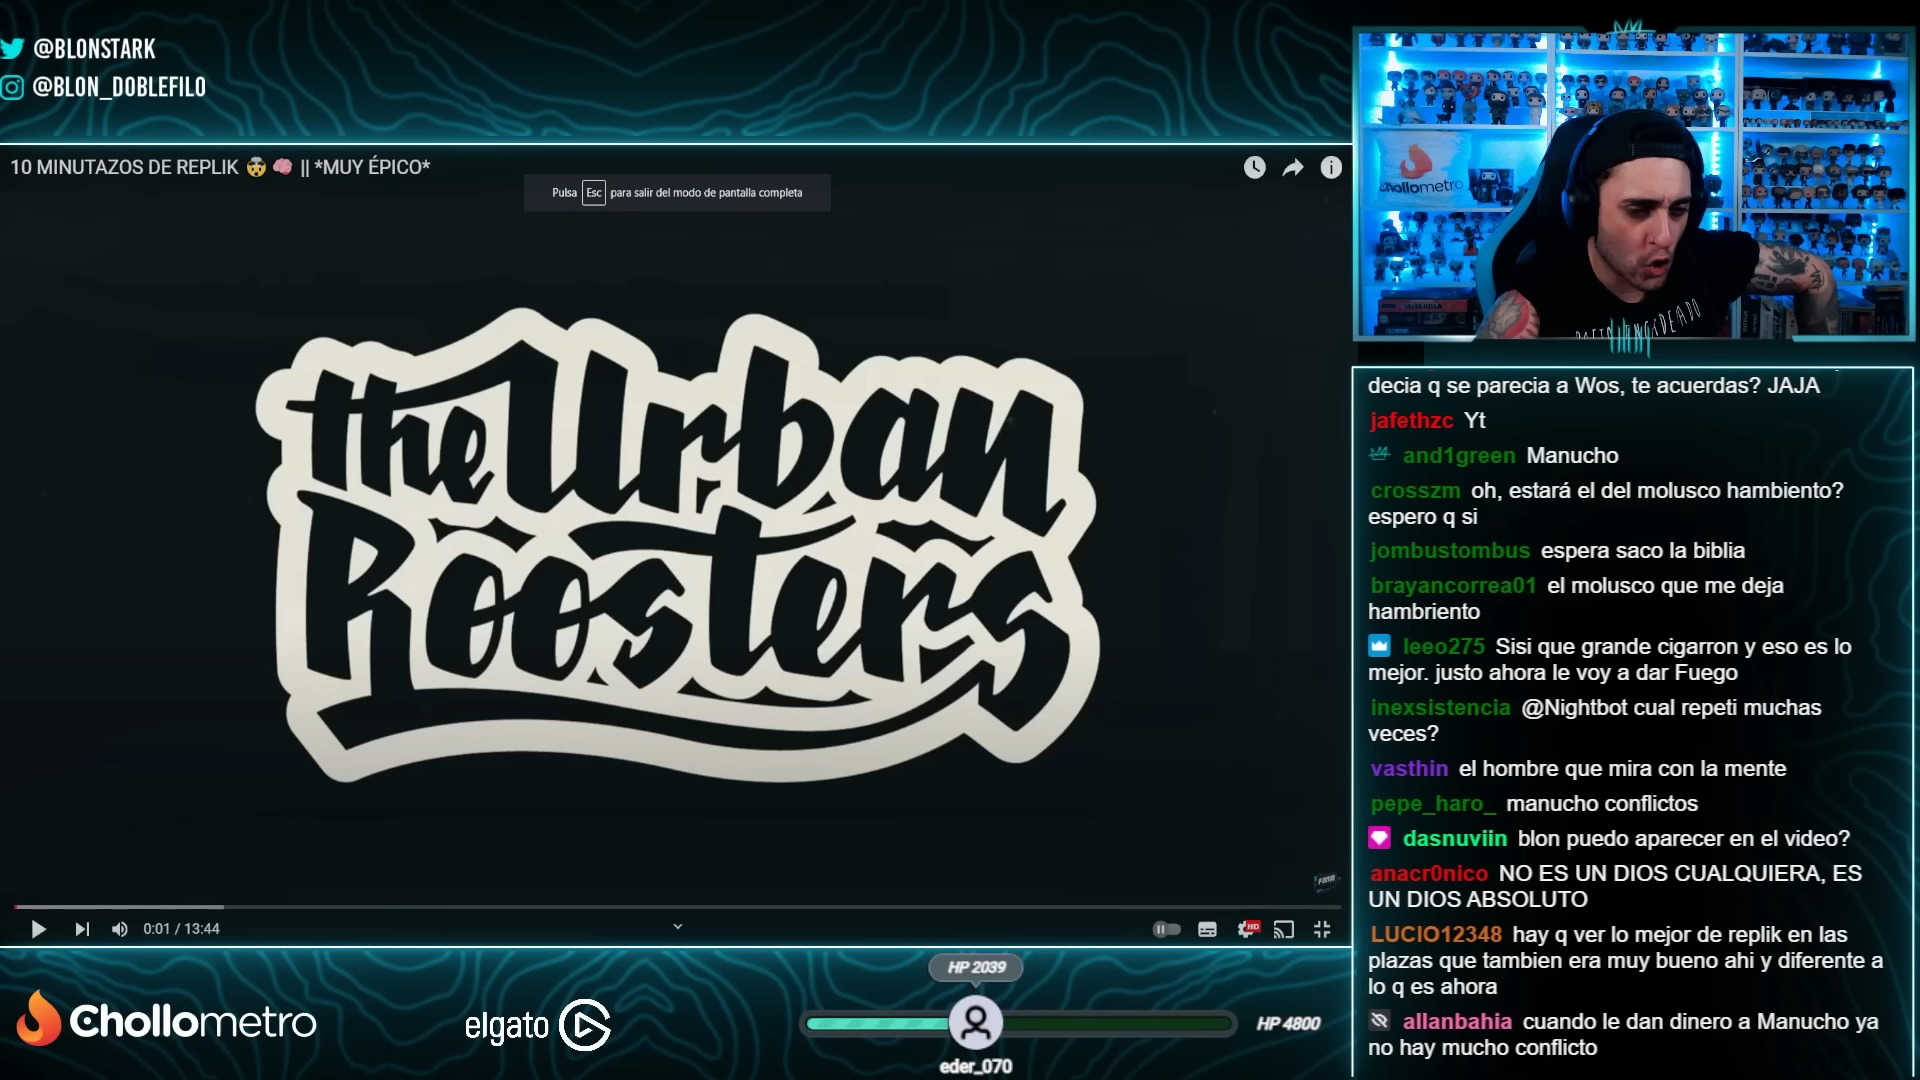 @BLONSTARK
@BLON_DOBLEFILO
10 MINUTAZOS DE REPLIK 🤯 🧠 || *MUY ÉPICO*
Pulsa Esc para salir del modo de pantalla completa
the Urban
Roosters
0:01 / 13:44
HD
Chollometro
elgato
HP 2039
HP 4800
eder_070
chollometro
decia q se parecia a Wos, te acuerdas? JAJA
jafethzc Yt
and1green Manucho
crosszm oh, estará el del molusco hambiento?
espero q si
jombustombus espera saco la biblia
brayancorrea01 el molusco que me deja
hambriento
leeo275 Sisi que grande cigarron y eso es lo
mejor. justo ahora le voy a dar Fuego
inexsistencia @Nightbot cual repeti muchas
veces?
vasthin el hombre que mira con la mente
pepe_haro_ manucho conflictos
dasnuviin blon puedo aparecer en el video?
anacr0nico NO ES UN DIOS CUALQUIERA, ES
UN DIOS ABSOLUTO
LUCIO12348 hay q ver lo mejor de replik en las
plazas que tambien era muy bueno ahi y diferente a
lo q es ahora
allanbahia cuando le dan dinero a Manucho ya
no hay mucho conflicto